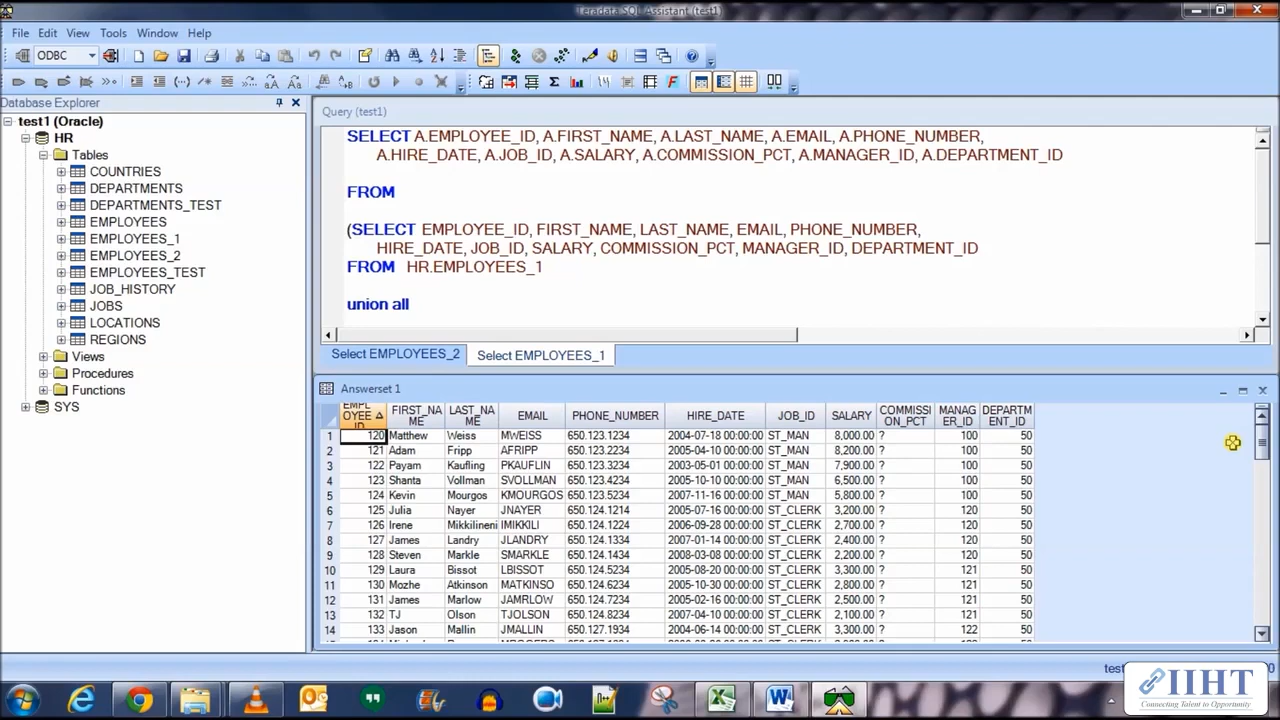 Teradata SQL Assistant (test1)
File Edit View Tools Window Help
ODBC
Database Explorer
test1 (Oracle)
HR
Tables
COUNTRIES
DEPARTMENTS
DEPARTMENTS_TEST
EMPLOYEES
EMPLOYEES_1
EMPLOYEES_2
EMPLOYEES_TEST
JOB_HISTORY
JOBS
LOCATIONS
REGIONS
Views
Procedures
Functions
SYS
Query (test1)
SELECT A.EMPLOYEE_ID, A.FIRST_NAME, A.LAST_NAME, A.EMAIL, A.PHONE_NUMBER,
A.HIRE_DATE, A.JOB_ID, A.SALARY, A.COMMISSION_PCT, A.MANAGER_ID, A.DEPARTMENT_ID
FROM
(SELECT EMPLOYEE_ID, FIRST_NAME, LAST_NAME, EMAIL, PHONE_NUMBER,
HIRE_DATE, JOB_ID, SALARY, COMMISSION_PCT, MANAGER_ID, DEPARTMENT_ID
FROM HR.EMPLOYEES_1
union all
Select EMPLOYEES_2 Select EMPLOYEES_1
Answerset 1
EMPLOYEE_ID FIRST_NAME LAST_NAME EMAIL PHONE_NUMBER HIRE_DATE JOB_ID SALARY COMMISSION_PCT MANAGER_ID DEPARTMENT_ID
1 120 Matthew Weiss MWEISS 650.123.1234 2004-07-18 00:00:00 ST_MAN 8,000.00 ? 100 50
2 121 Adam Fripp AFRIPP 650.123.2234 2005-04-10 00:00:00 ST_MAN 8,200.00 ? 100 50
3 122 Payam Kaufling PKAUFLIN 650.123.3234 2003-05-01 00:00:00 ST_MAN 7,900.00 ? 100 50
4 123 Shanta Vollman SVOLLMAN 650.123.4234 2005-10-10 00:00:00 ST_MAN 6,500.00 ? 100 50
5 124 Kevin Mourgos KMOURGOS 650.123.5234 2007-11-16 00:00:00 ST_MAN 5,800.00 ? 100 50
6 125 Julia Nayer JNAYER 650.124.1214 2005-07-16 00:00:00 ST_CLERK 3,200.00 ? 120 50
7 126 Irene Mikkilineni IMIKKILI 650.124.1224 2006-09-28 00:00:00 ST_CLERK 2,700.00 ? 120 50
8 127 James Landry JLANDRY 650.124.1334 2007-01-14 00:00:00 ST_CLERK 2,400.00 ? 120 50
9 128 Steven Markle SMARKLE 650.124.1434 2008-03-08 00:00:00 ST_CLERK 2,200.00 ? 120 50
10 129 Laura Bissot LBISSOT 650.124.5234 2005-08-20 00:00:00 ST_CLERK 3,300.00 ? 121 50
11 130 Mozhe Atkinson MATKINSO 650.124.6234 2005-10-30 00:00:00 ST_CLERK 2,800.00 ? 121 50
12 131 James Marlow JAMRLOW 650.124.7234 2005-02-16 00:00:00 ST_CLERK 2,500.00 ? 121 50
13 132 TJ Olson TJOLSON 650.124.8234 2007-04-10 00:00:00 ST_CLERK 2,100.00 ? 121 50
14 133 Jason Mallin JMALLIN 650.127.1934 2004-06-14 00:00:00 ST_CLERK 3,300.00 ? 122 50
IIHT
Connecting Talent to Opportunity